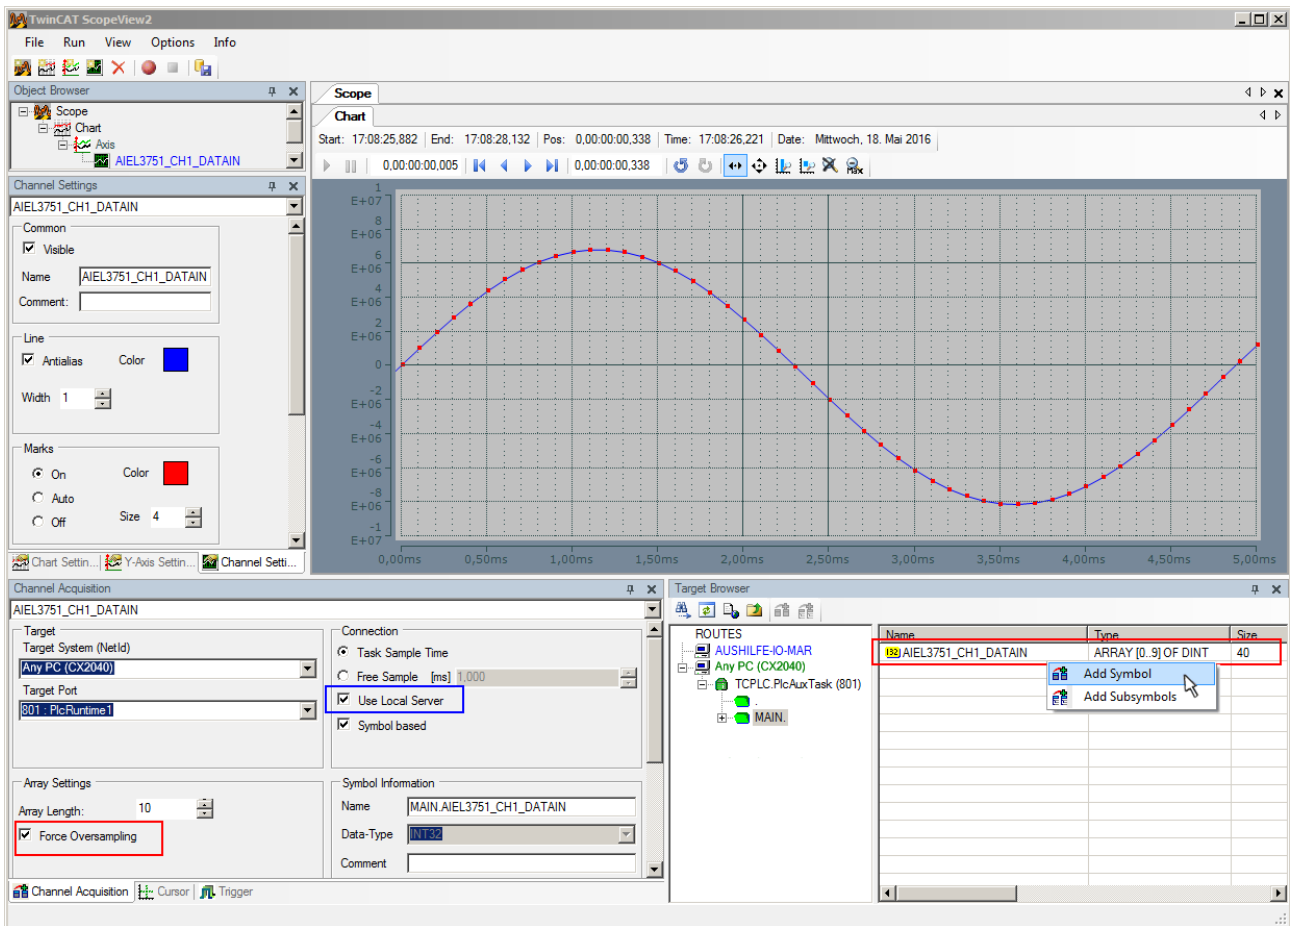 TwinCAT ScopeView2
File Run View Options Info
Object Browser
Scope
Chart
Axis
AIEL3751_CH1_DATAIN
Channel Settings
AIEL3751_CH1_DATAIN
Common
Visible
Name AIEL3751_CH1_DATAIN
Comment:
Line
Antialias Color
Width 1
Marks
On Color
Auto
Off Size 4
Chart Settin... Y-Axis Settin... Channel Setti...
Scope
Chart
Start: 17:08:25,882 End: 17:08:28,132 Pos: 0,00:00:00,338 Time: 17:08:26,221 Date: Mittwoch, 18. Mai 2016
0,00:00:00,005 0,00:00:00,338 Max
1
E+07
8
E+06
6
E+06
4
E+06
2
E+06
0
-2
E+06
-4
E+06
-6
E+06
-8
E+06
-1
E+07
0,00ms 0,50ms 1,00ms 1,50ms 2,00ms 2,50ms 3,00ms 3,50ms 4,00ms 4,50ms 5,00ms
Channel Acquisition
AIEL3751_CH1_DATAIN
Target
Target System (NetId)
Any PC (CX2040)
Target Port
801 : PlcRuntime1
Connection
Task Sample Time
Free Sample [ms] 1,000
Use Local Server
Symbol based
Array Settings
Array Length: 10
Force Oversampling
Symbol Information
Name MAIN.AIEL3751_CH1_DATAIN
Data-Type INT32
Comment
Channel Acquisition Cursor Trigger
Target Browser
ROUTES
AUSHILFE-IO-MAR
Any PC (CX2040)
TCPLC.PlcAuxTask (801)
.
MAIN.
Name Type Size
I32 AIEL3751_CH1_DATAIN ARRAY [0..9] OF DINT 40
Add Symbol
Add Subsymbols